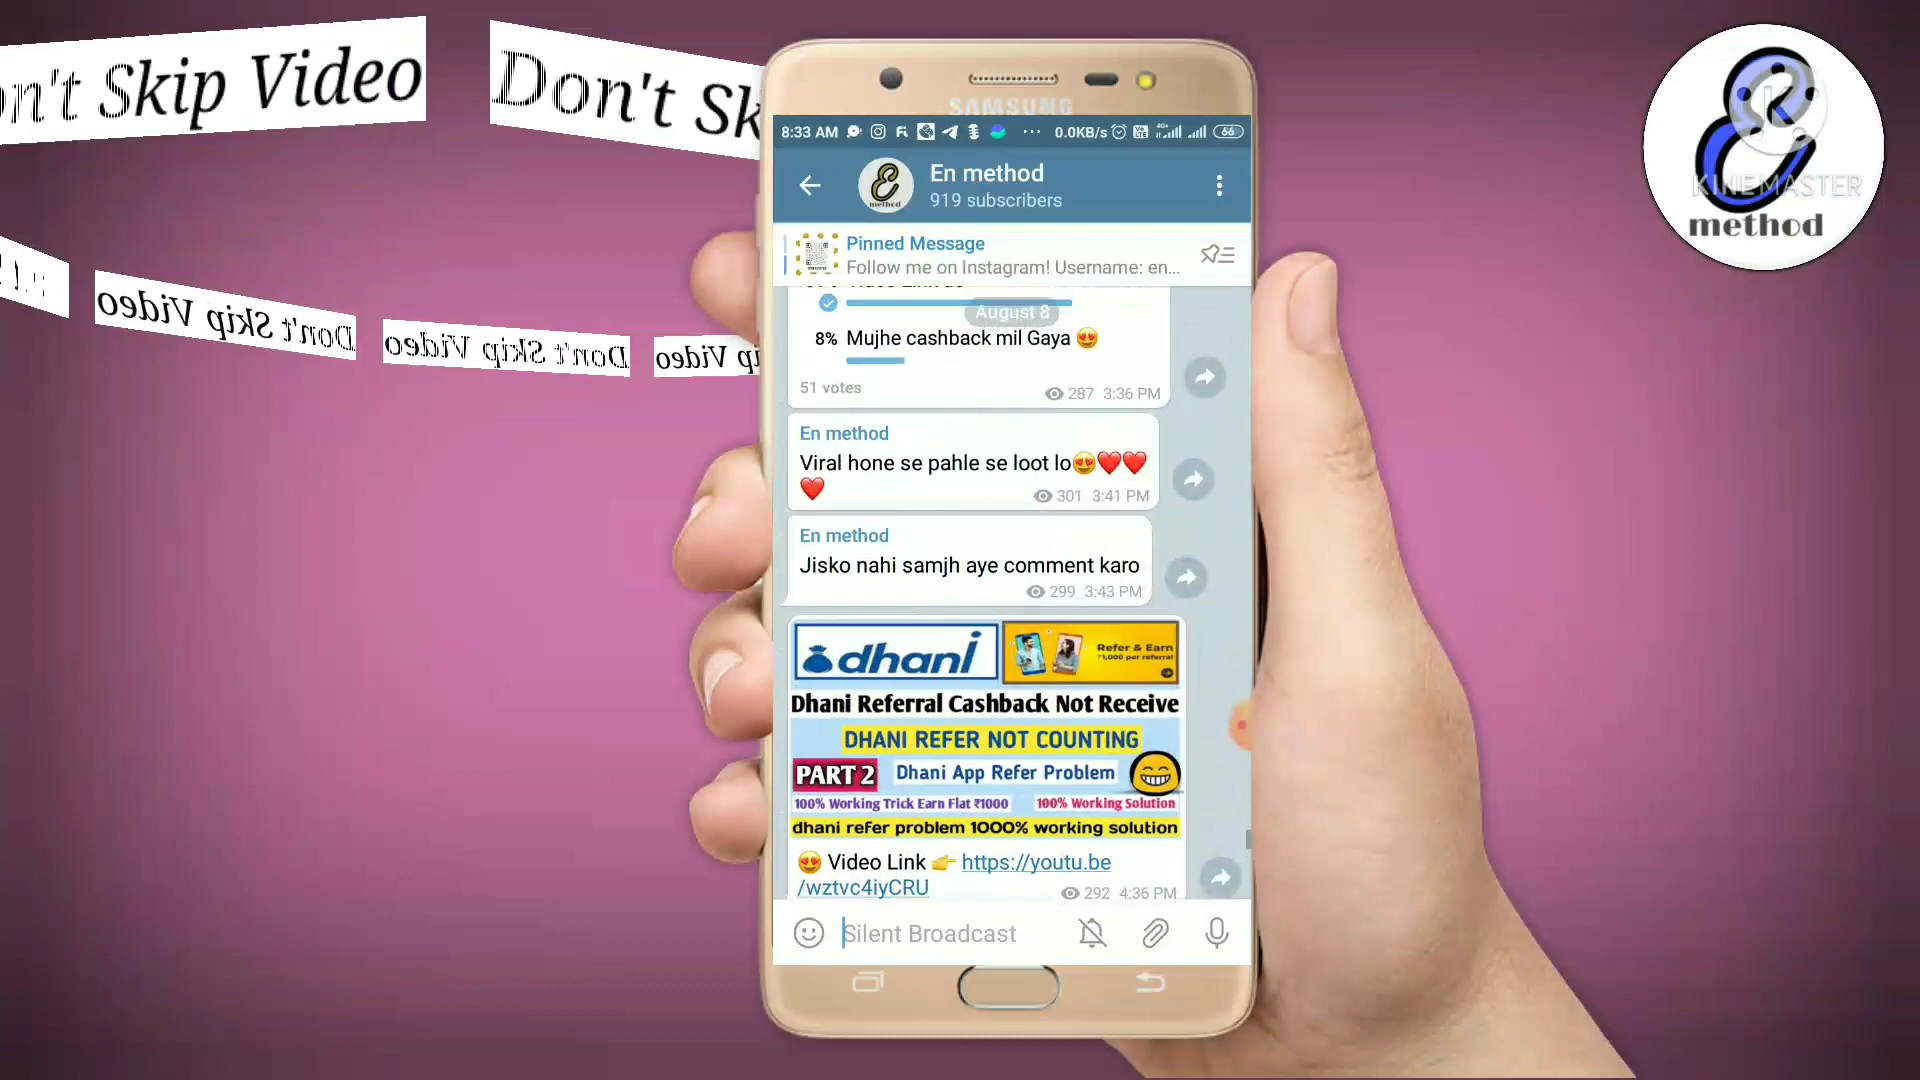 n't Skip Video
Don't Sk
Don't Skip Video
Don't Skip Video
ip Video
SAMSUNG
8:33 AM
0.0KB/s
66
En method
919 subscribers
Pinned Message
Follow me on Instagram! Username: en...
August 8
8% Mujhe cashback mil Gaya 😍
51 votes
287 3:36 PM
En method
Viral hone se pahle se loot lo😍❤️❤️
❤️
301 3:41 PM
En method
Jisko nahi samjh aye comment karo
299 3:43 PM
dhani
Refer & Earn
₹1,000 per referral
Dhani Referral Cashback Not Receive
DHANI REFER NOT COUNTING
PART 2
Dhani App Refer Problem
100% Working Trick Earn Flat ₹1000
100% Working Solution
dhani refer problem 1000% working solution
😍 Video Link 👉 https://youtu.be
/wztvc4iyCRU
292 4:36 PM
Silent Broadcast
KINEMASTER
method